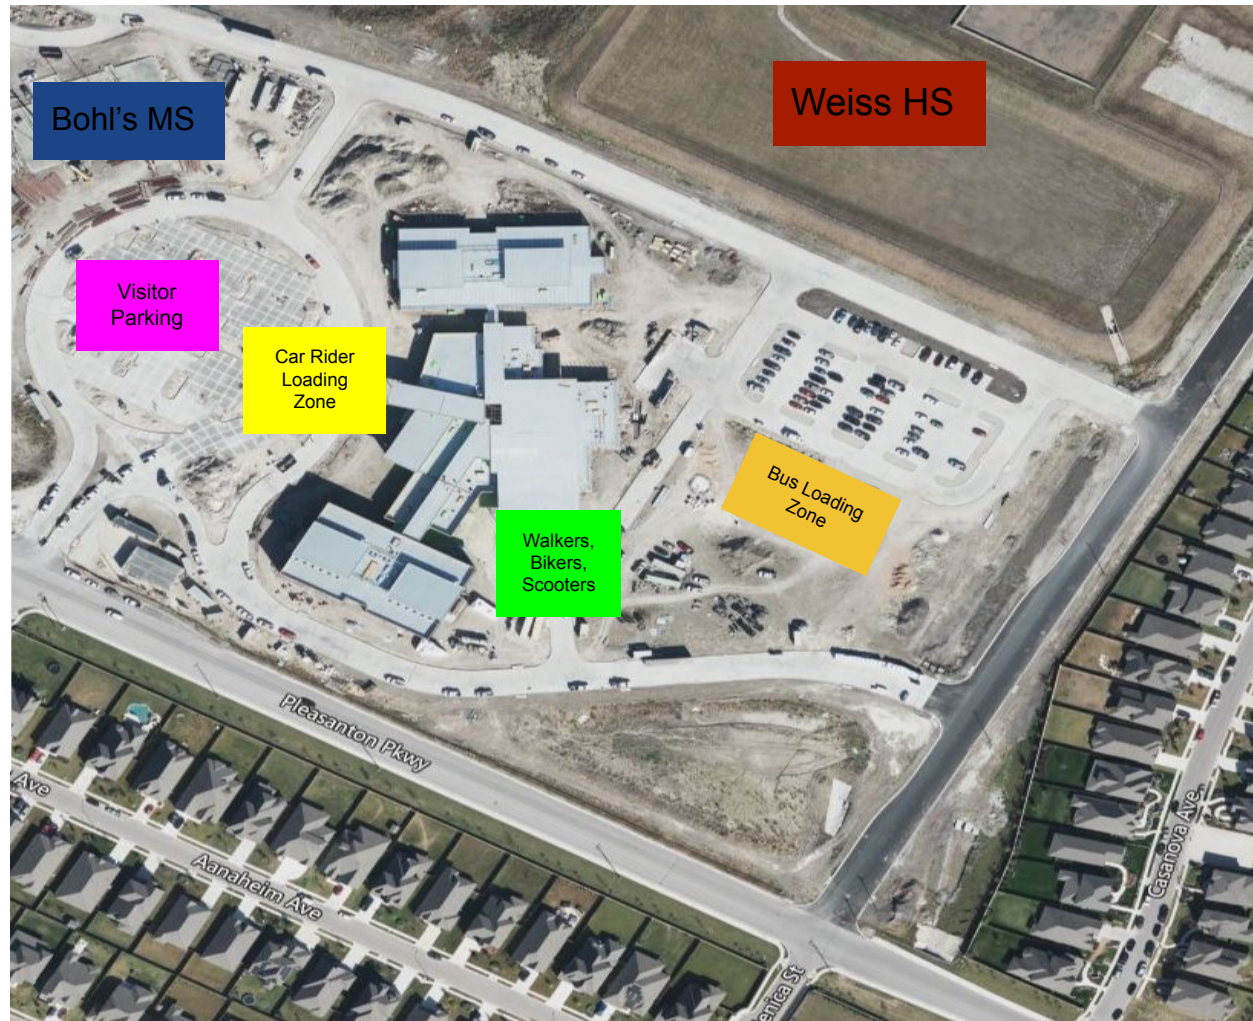 Bohl's MS
Weiss HS
Visitor
Parking
Car Rider
Loading
Zone
Bus Loading
Zone
Walkers,
Bikers,
Scooters
Pleasanton Pkwy
Ave
Aanaheim Ave
Casanova Ave
St